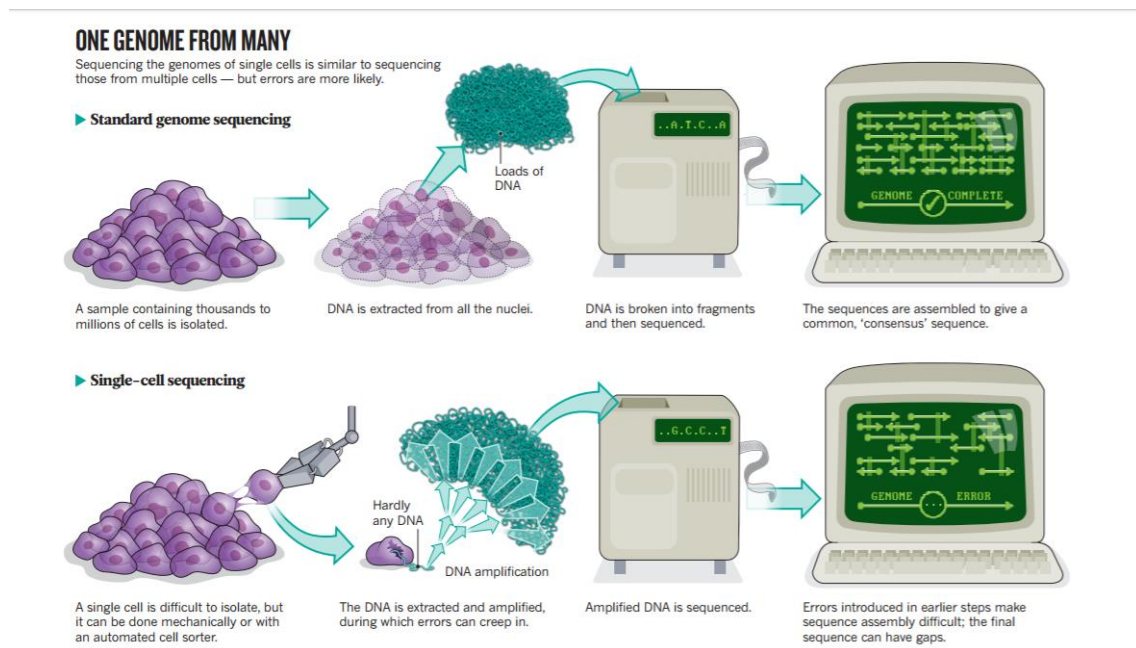 ONE GENOME FROM MANY
Sequencing the genomes of single cells is similar to sequencing
those from multiple cells — but errors are more likely.
▶ Standard genome sequencing
Loads of
DNA
..A.T.C..A
GENOME COMPLETE
A sample containing thousands to
millions of cells is isolated.
DNA is extracted from all the nuclei.
DNA is broken into fragments
and then sequenced.
The sequences are assembled to give a
common, ‘consensus’ sequence.
▶ Single-cell sequencing
Hardly
any DNA
DNA amplification
..G.C.C..T
GENOME ... ERROR
A single cell is difficult to isolate, but
it can be done mechanically or with
an automated cell sorter.
The DNA is extracted and amplified,
during which errors can creep in.
Amplified DNA is sequenced.
Errors introduced in earlier steps make
sequence assembly difficult; the final
sequence can have gaps.